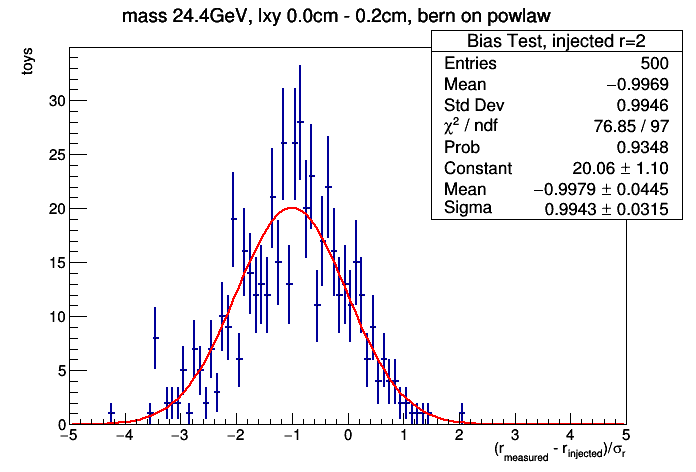 mass 24.4GeV, lxy 0.0cm - 0.2cm, bern on powlaw
Bias Test, injected r=2
Entries 500
Mean −0.9969
Std Dev 0.9946
χ² / ndf 76.85 / 97
Prob 0.9348
Constant 20.06 ± 1.10
Mean −0.9979 ± 0.0445
Sigma 0.9943 ± 0.0315
toys
30
25
20
15
10
5
0
−5 −4 −3 −2 −1 0 1 2 3 4 5
(r_measured - r_injected)/σ_r